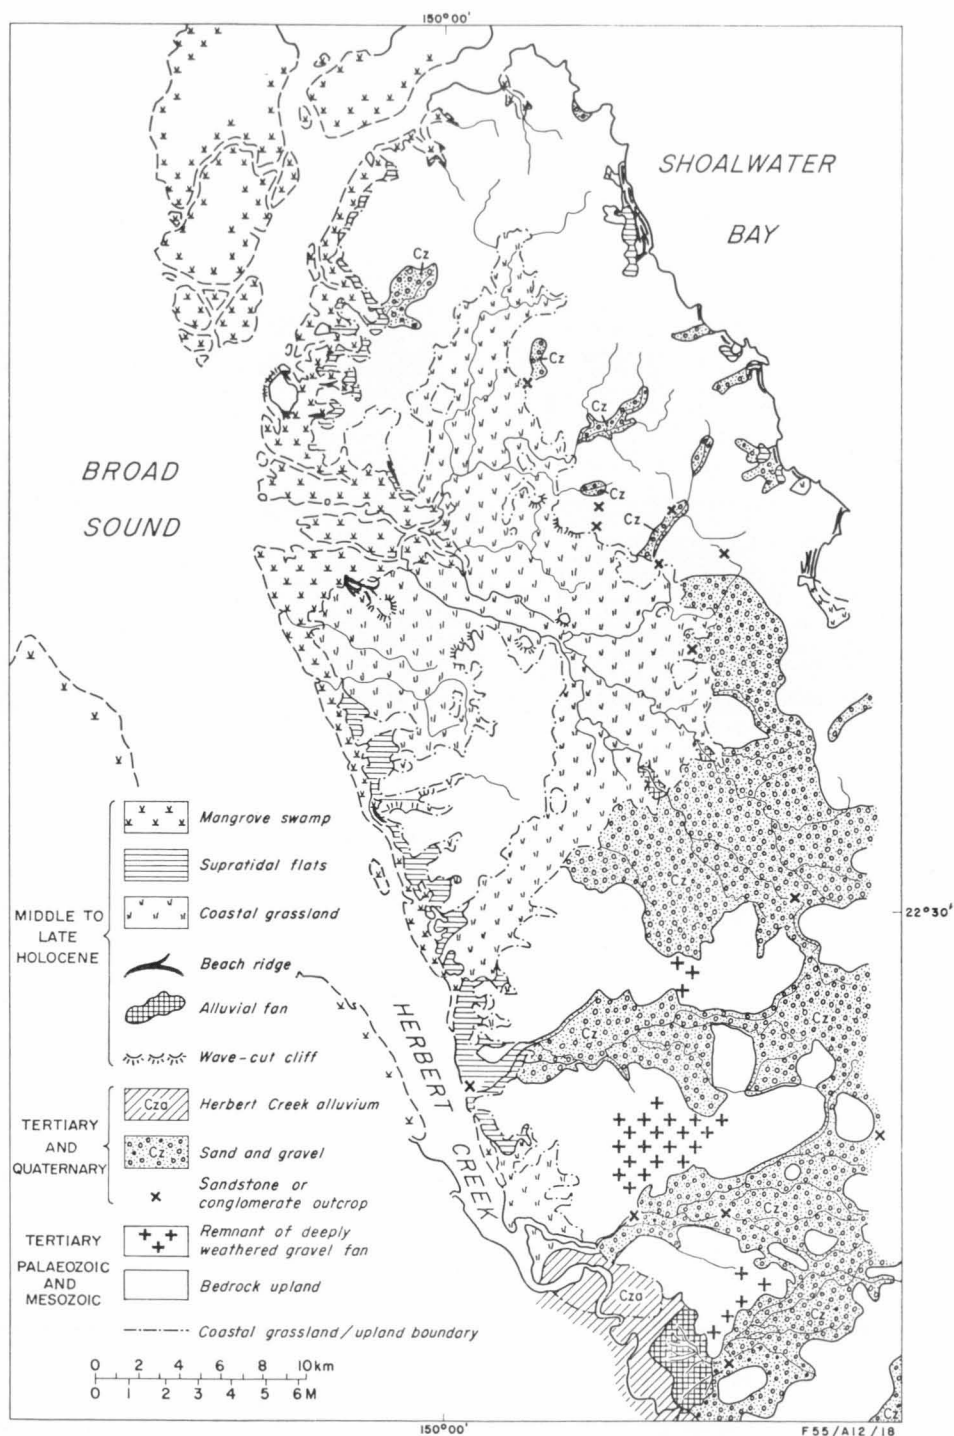 150°00'
SHOALWATER
BAY
Cz
Cz
Cz
BROAD
SOUND
Cz
Cz
Cz
22°30'
Cz
Cz
HERBERT CREEK
Cz
Cza
Cz
Cz
MIDDLE TO
LATE
HOLOCENE
Mangrove swamp
Supratidal flats
Coastal grassland
Beach ridge
Alluvial fan
Wave-cut cliff
TERTIARY
AND
QUATERNARY
Cza Herbert Creek alluvium
Cz Sand and gravel
Sandstone or
conglomerate outcrop
TERTIARY
Remnant of deeply
weathered gravel fan
PALAEOZOIC
AND
MESOZOIC
Bedrock upland
Coastal grassland/upland boundary
0 2 4 6 8 10 km
0 1 2 3 4 5 6 M
150°00'
F55/A12/18